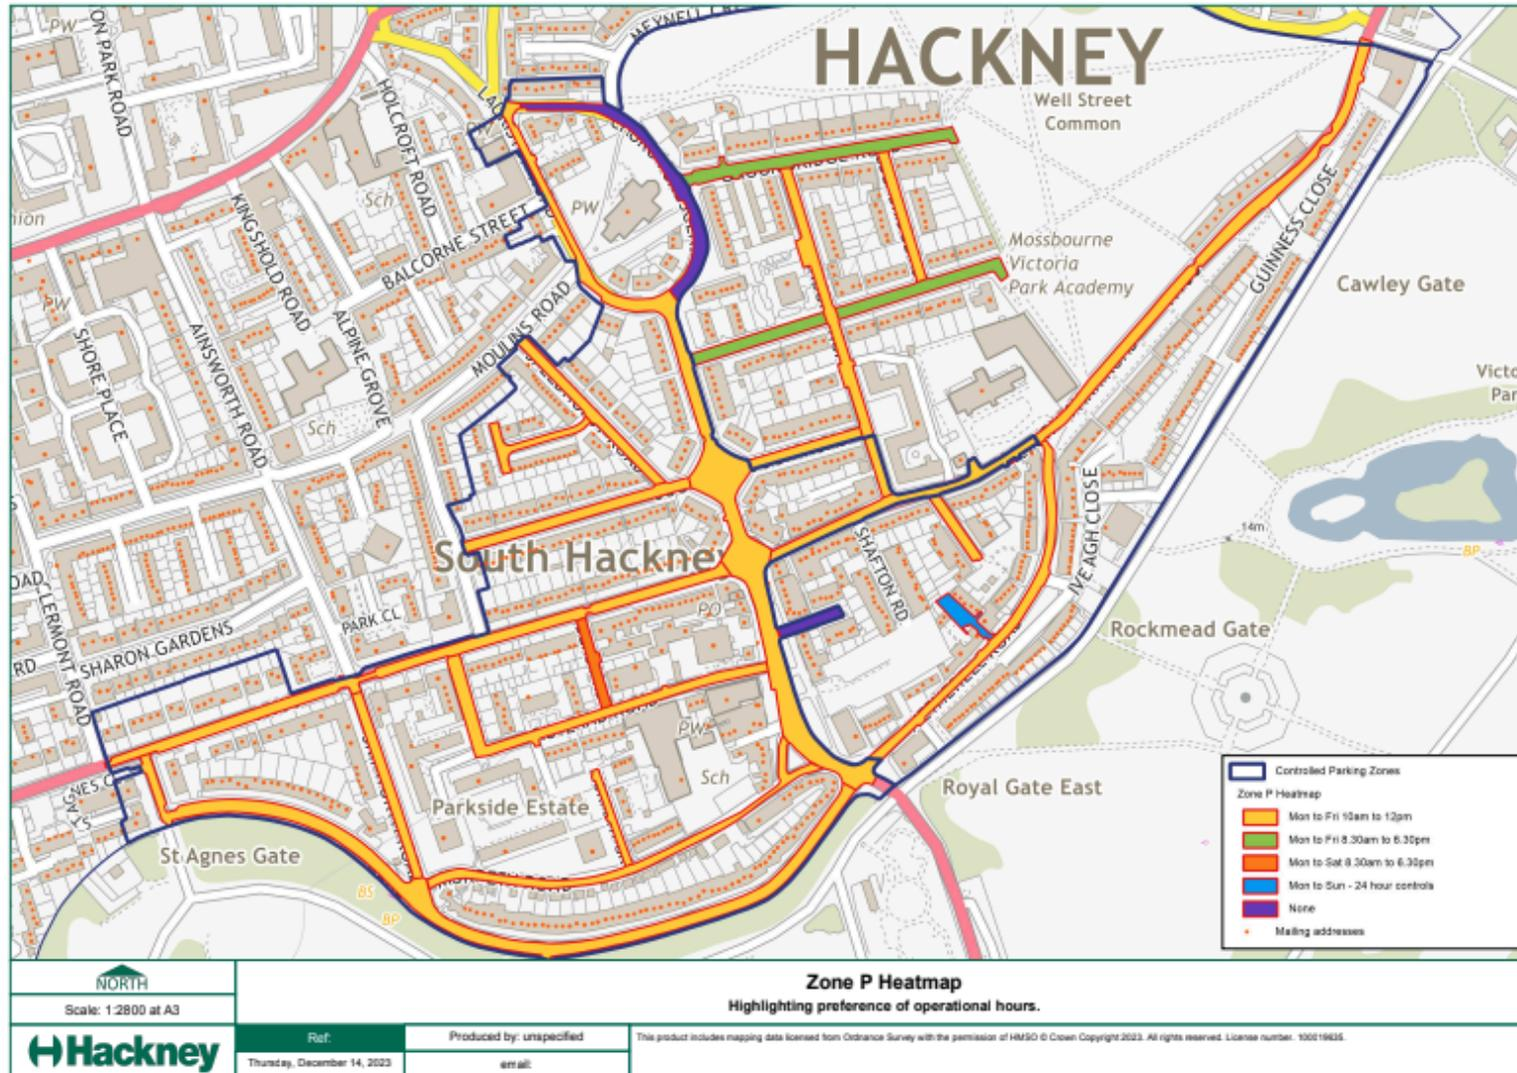 HACKNEY
Well Street
Common
PW
HOLCROFT ROAD
Sch
PW
KINGSHOLD ROAD
BALCORNE STREET
Mossbourne
Victoria
Park Academy
GUINNESS CLOSE
Cawley Gate
PW
SHORE PLACE
AINSWORTH ROAD
ALPINE GROVE
MOULINS ROAD
Sch
South Hackney
14m
BP
SHAFTON RD
IVEAGH CLOSE
PARK CL
SHARON GARDENS
PO
Rockmead Gate
PW
Sch
Parkside Estate
Royal Gate East
St Agnes Gate
BS
BP
Controlled Parking Zones
Zone P Heatmap
Mon to Fri 10am to 12pm
Mon to Fri 8.30am to 6.30pm
Mon to Sat 8.30am to 6.30pm
Mon to Sun - 24 hour controls
None
Mailing addresses
NORTH
Scale: 1:2800 at A3
Hackney
Zone P Heatmap
Highlighting preference of operational hours.
Ref:
Thursday, December 14, 2023
Produced by: unspecified
email:
This product includes mapping data licensed from Ordnance Survey with the permission of HMSO © Crown Copyright 2023. All rights reserved. License number. 100019635.